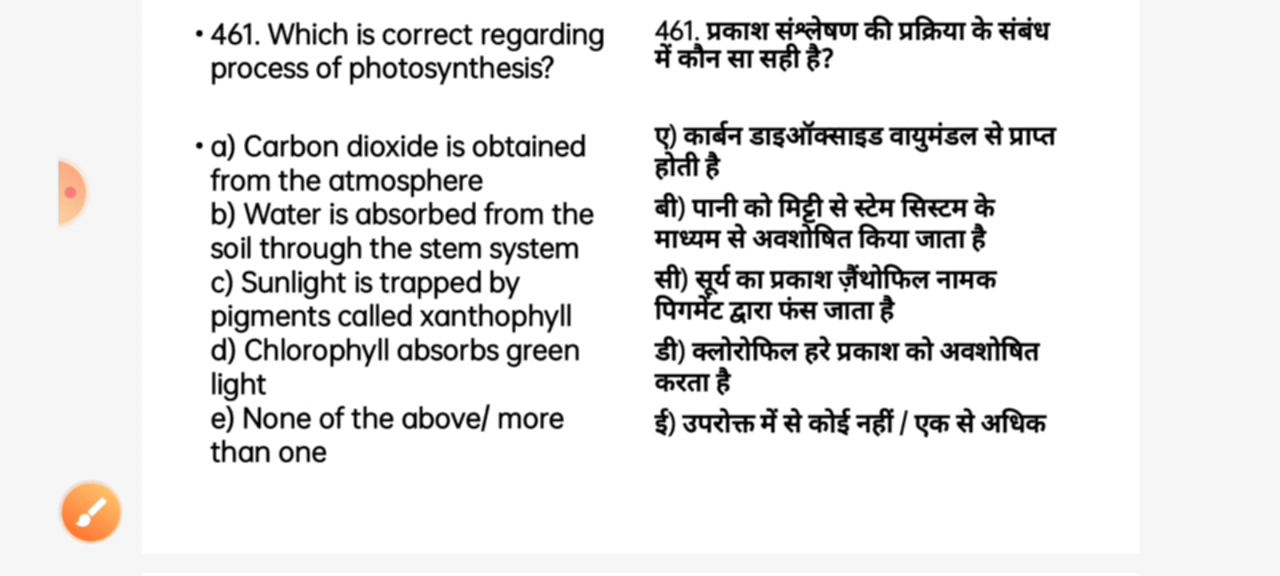 • 461. Which is correct regarding
process of photosynthesis?
• a) Carbon dioxide is obtained
from the atmosphere
b) Water is absorbed from the
soil through the stem system
c) Sunlight is trapped by
pigments called xanthophyll
d) Chlorophyll absorbs green
light
e) None of the above/ more
than one
461. प्रकाश संश्लेषण की प्रक्रिया के संबंध
में कौन सा सही है?
ए) कार्बन डाइऑक्साइड वायुमंडल से प्राप्त
होती है
बी) पानी को मिट्टी से स्टेम सिस्टम के
माध्यम से अवशोषित किया जाता है
सी) सूर्य का प्रकाश ज़ैंथोफिल नामक
पिगमेंट द्वारा फंस जाता है
डी) क्लोरोफिल हरे प्रकाश को अवशोषित
करता है
ई) उपरोक्त में से कोई नहीं / एक से अधिक